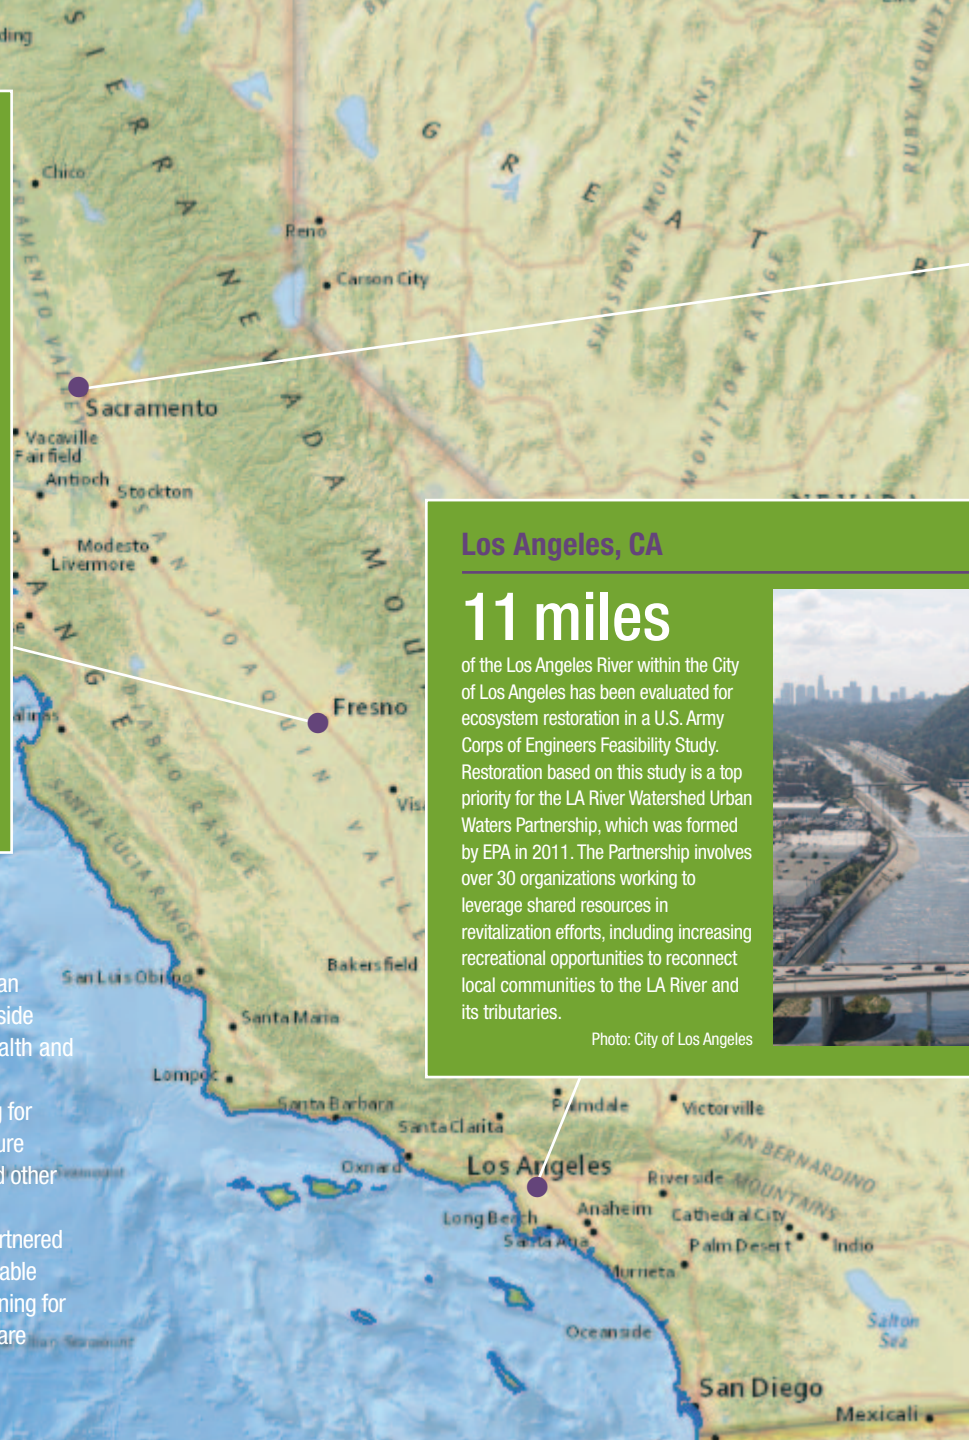 ding
SIERRA NEVADA
GREAT B
SHOSHONE MOUNTAINS
RUBY MOUNT
MONITOR RANGE
Chico
Reno
Carson City
Sacramento
Vacaville
Fairfield
Antioch
Stockton
NEVADA
Modesto
Livermore
SAN JOAQUIN VALL
MOU
Fresno
alinas
DIABLO RANGE
SANTA LUCIA RANGE
Vis
Los Angeles, CA
11 miles
of the Los Angeles River within the City
of Los Angeles has been evaluated for
ecosystem restoration in a U.S. Army
Corps of Engineers Feasibility Study.
Restoration based on this study is a top
priority for the LA River Watershed Urban
Waters Partnership, which was formed
by EPA in 2011. The Partnership involves
over 30 organizations working to
leverage shared resources in
revitalization efforts, including increasing
recreational opportunities to reconnect
local communities to the LA River and
its tributaries.
Photo: City of Los Angeles
Bakersfield
San Luis Obispo
Santa Maria
Lompoc
Santa Barbara
Santa Clarita
Palmdale
Victorville
SAN BERNARDINO
MOUNTAINS
Oxnard
Los Angeles
Riverside
Long Beach
Anaheim
Cathedral City
Santa Ana
Palm Desert
Indio
Murrieta
Oceanside
Salton
Sea
San Diego
Mexicali
an
side
alth and
g for
ure
d other
rtnered
able
ning for
are
Seamount